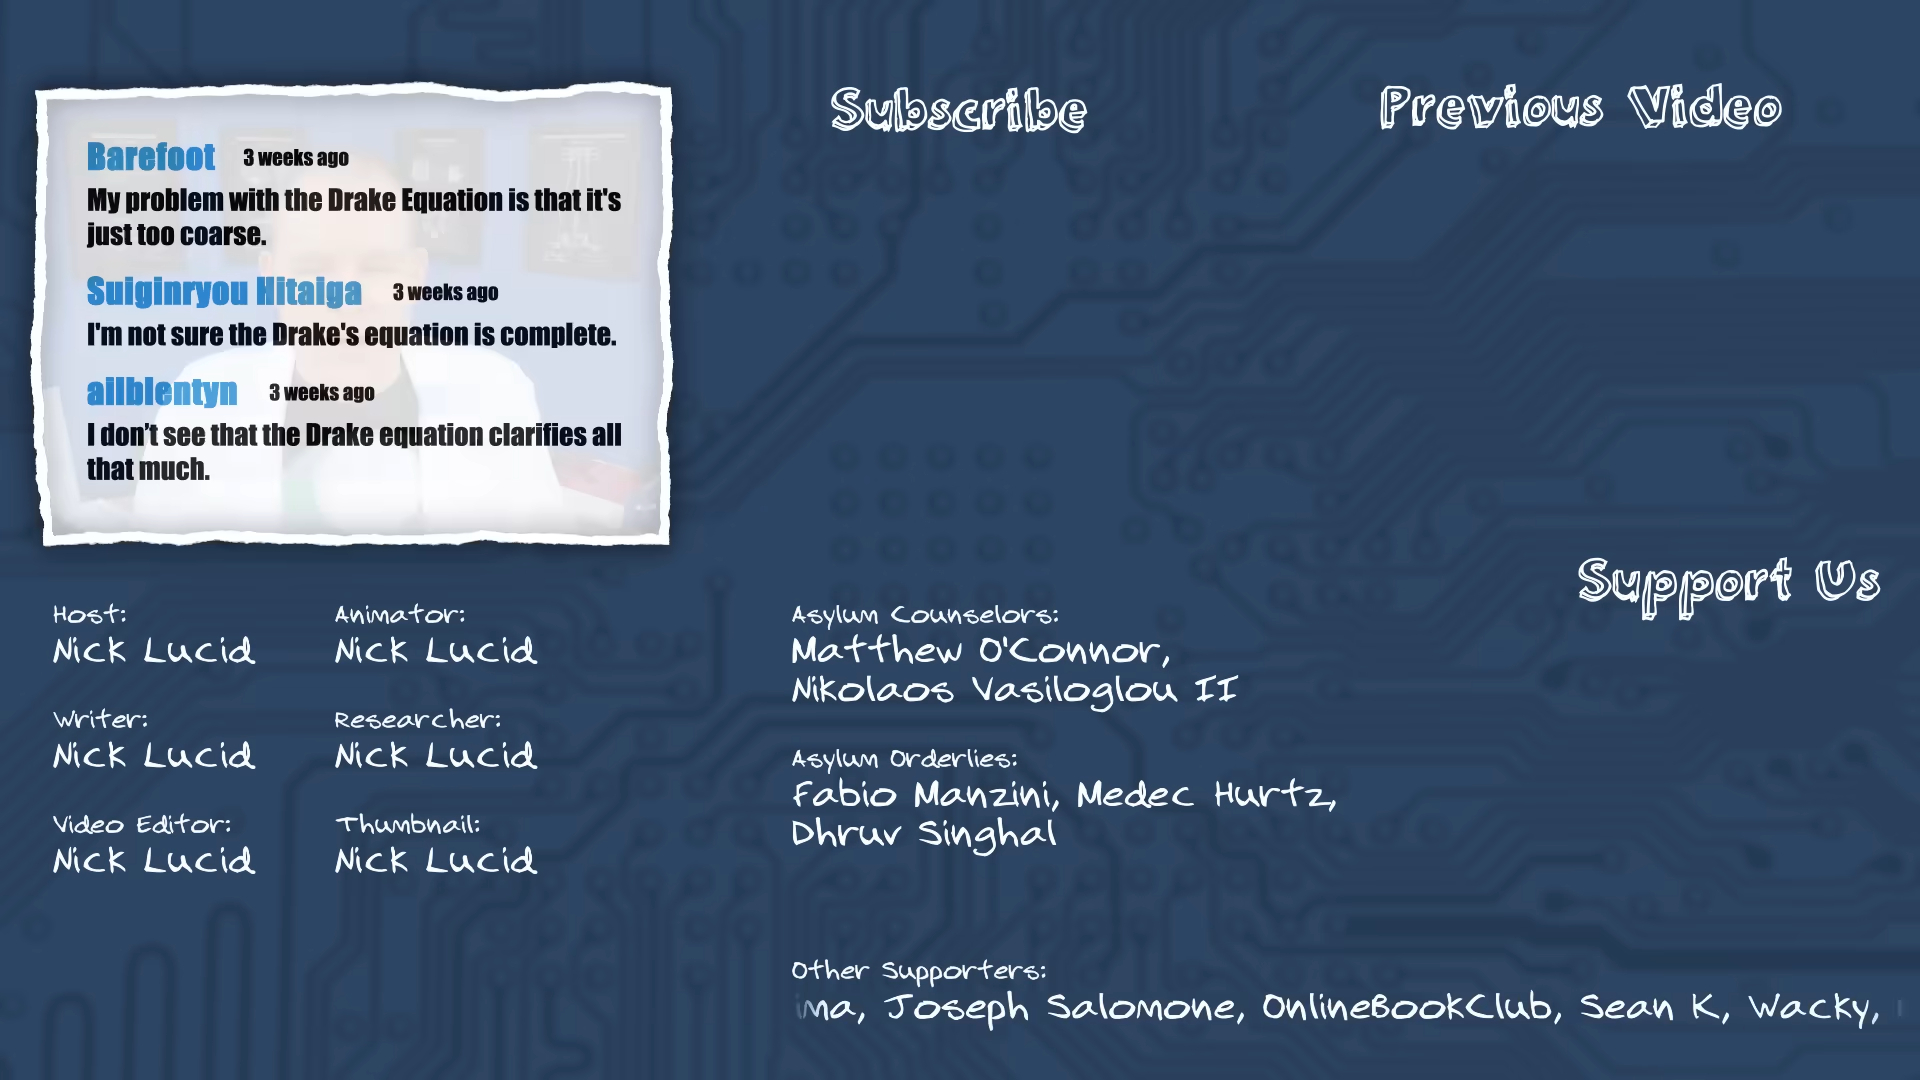 Subscribe
Previous Video
Barefoot 3 weeks ago
My problem with the Drake Equation is that it's
just too coarse.
Suiginryou Hitaiga 3 weeks ago
I'm not sure the Drake's equation is complete.
ailblentyn 3 weeks ago
I don't see that the Drake equation clarifies all
that much.
Support Us
Host:
Nick Lucid
Animator:
Nick Lucid
Writer:
Nick Lucid
Researcher:
Nick Lucid
Video Editor:
Nick Lucid
Thumbnail:
Nick Lucid
Asylum Counselors:
Matthew O'Connor,
Nikolaos Vasiloglou II
Asylum Orderlies:
Fabio Manzini, Medec Hurtz,
Dhruv Singhal
Other Supporters:
ma, Joseph Salomone, OnlineBookClub, Sean K, Wacky,